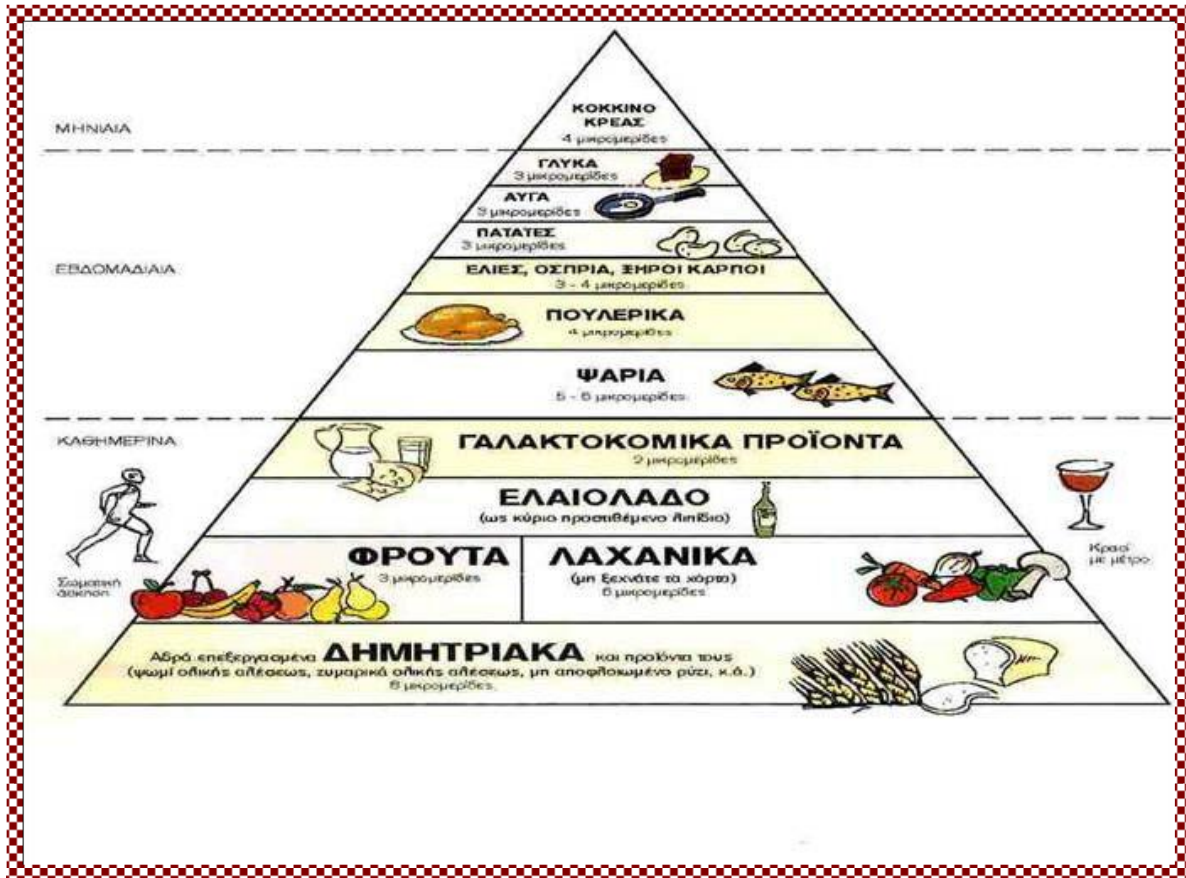 ΚΟΚΚΙΝΟ
ΚΡΕΑΣ
4 μικρομερίδες
ΜΗΝΙΑΙΑ
ΓΛΥΚΑ
3 μικρομερίδες
ΑΥΓΑ
3 μικρομερίδες
ΠΑΤΑΤΕΣ
3 μικρομερίδες
ΕΒΔΟΜΑΔΙΑΙΑ
ΕΛΙΕΣ, ΟΣΠΡΙΑ, ΞΗΡΟΙ ΚΑΡΠΟΙ
3 - 4 μικρομερίδες
ΠΟΥΛΕΡΙΚΑ
4 μικρομερίδες
ΨΑΡΙΑ
5 - 6 μικρομερίδες
ΚΑΘΗΜΕΡΙΝΑ
ΓΑΛΑΚΤΟΚΟΜΙΚΑ ΠΡΟΪΟΝΤΑ
2 μικρομερίδες
ΕΛΑΙΟΛΑΔΟ
(ως κύριο προστιθέμενο λιπίδιο)
Σωματική
άσκηση
ΦΡΟΥΤΑ
3 μικρομερίδες
ΛΑΧΑΝΙΚΑ
(μη ξεχνάτε τα χόρτα)
6 μικρομερίδες
Κρασί
με μέτρο
Αδρά επεξεργασμένα ΔΗΜΗΤΡΙΑΚΑ και προϊόντα τους
(ψωμί ολικής αλέσεως, ζυμαρικά ολικής αλέσεως, μη αποφλοιωμένο ρύζι, κ.ά.)
8 μικρομερίδες